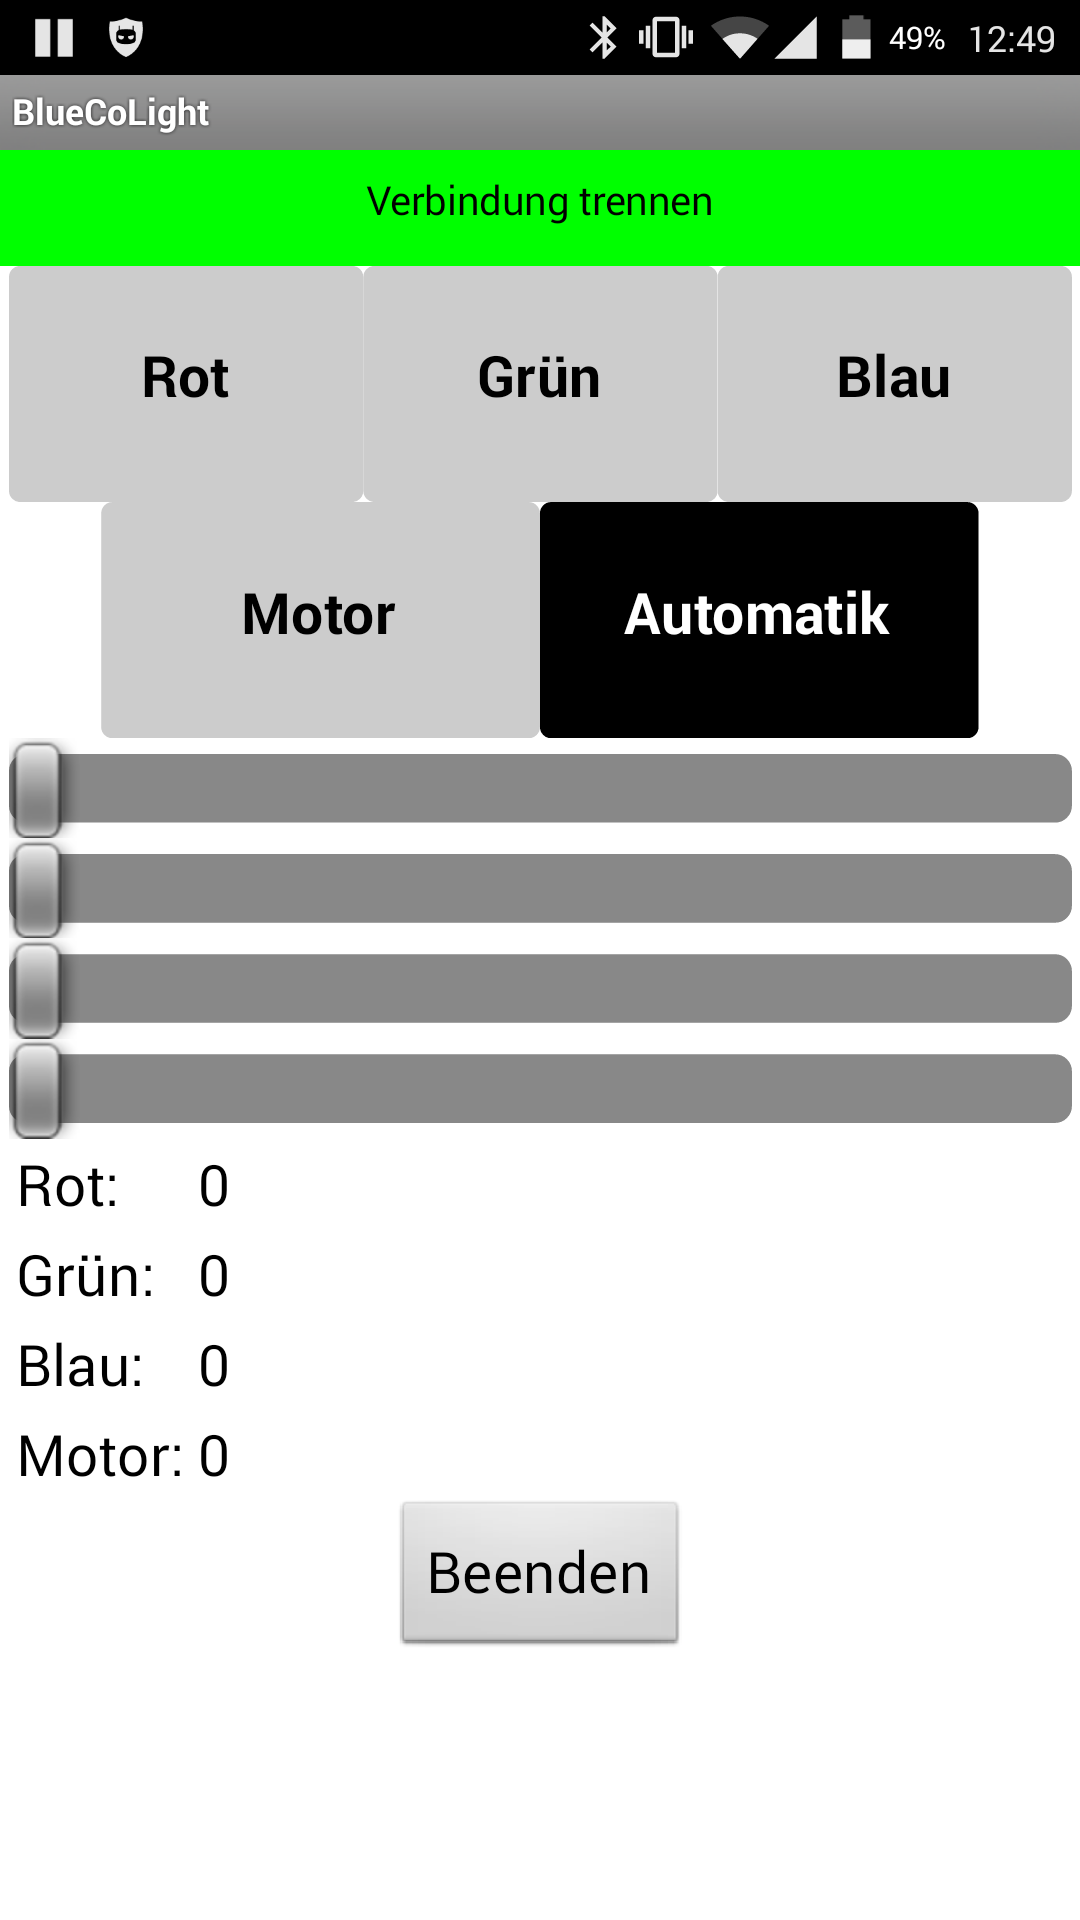 49% 12:49
BlueCoLight
Verbindung trennen
Rot Grün Blau
Motor Automatik
Rot: 0
Grün: 0
Blau: 0
Motor: 0
Beenden